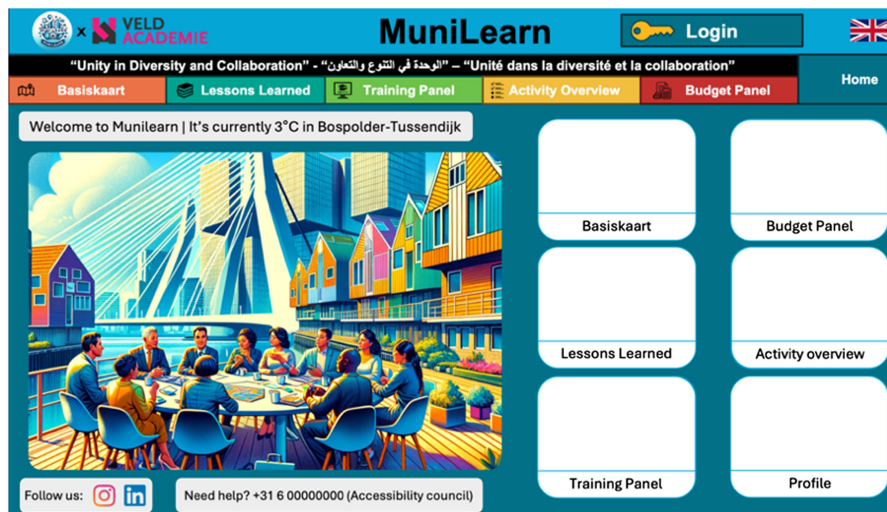 x VELD ACADEMIE
MuniLearn
Login
“Unity in Diversity and Collaboration” - “الوحدة في التنوع والتعاون” – “Unité dans la diversité et la collaboration”
Home
Basiskaart
Lessons Learned
Training Panel
Activity Overview
Budget Panel
Welcome to Munilearn | It’s currently 3°C in Bospolder-Tussendijk
Basiskaart
Budget Panel
Lessons Learned
Activity overview
Training Panel
Profile
Follow us:
in
Need help? +31 6 00000000 (Accessibility council)